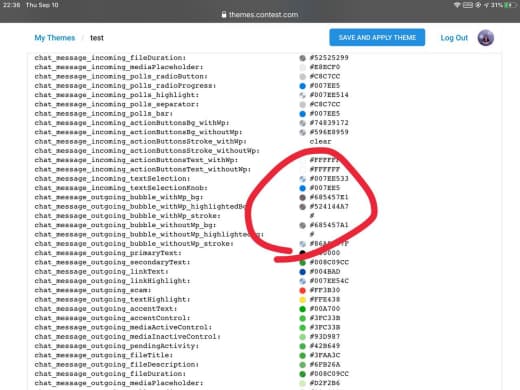 22:36 Thu Sep 10
31%
themes.contest.com
My Themes / test
SAVE AND APPLY THEME
Log Out
chat_message_incoming_fileDuration: #52525299
chat_message_incoming_mediaPlaceholder: #E8ECF0
chat_message_incoming_polls_radioButton: #C8C7CC
chat_message_incoming_polls_radioProgress: #007EE5
chat_message_incoming_polls_highlight: #007EE514
chat_message_incoming_polls_separator: #C8C7CC
chat_message_incoming_polls_bar: #007EE5
chat_message_incoming_actionButtonsBg_withWp: #74839172
chat_message_incoming_actionButtonsBg_withoutWp: #596E8959
chat_message_incoming_actionButtonsStroke_withWp: clear
chat_message_incoming_actionButtonsStroke_withoutWp:
chat_message_incoming_actionButtonsText_withWp: #FFFFFF
chat_message_incoming_actionButtonsText_withoutWp: #FFFFFF
chat_message_incoming_textSelection: #007EE533
chat_message_incoming_textSelectionKnob: #007EE5
chat_message_outgoing_bubble_withWp_bg: #685457E1
chat_message_outgoing_bubble_withWp_highlightedBg: #524144A7
chat_message_outgoing_bubble_withWp_stroke: #
chat_message_outgoing_bubble_withoutWp_bg: #685457A1
chat_message_outgoing_bubble_withoutWp_highlightedBg: #
chat_message_outgoing_bubble_withoutWp_stroke:
chat_message_outgoing_primaryText:
chat_message_outgoing_secondaryText: #008C09CC
chat_message_outgoing_linkText: #004BAD
chat_message_outgoing_linkHighlight: #007EE54C
chat_message_outgoing_scam: #FF3B30
chat_message_outgoing_textHighlight: #FFE438
chat_message_outgoing_accentText: #00A700
chat_message_outgoing_accentControl: #3FC33B
chat_message_outgoing_mediaActiveControl: #3FC33B
chat_message_outgoing_mediaInactiveControl: #93D987
chat_message_outgoing_pendingActivity: #42B649
chat_message_outgoing_fileTitle: #3FAA3C
chat_message_outgoing_fileDescription: #6FB26A
chat_message_outgoing_fileDuration: #008C09CC
chat_message_outgoing_mediaPlaceholder: #D2F2B6